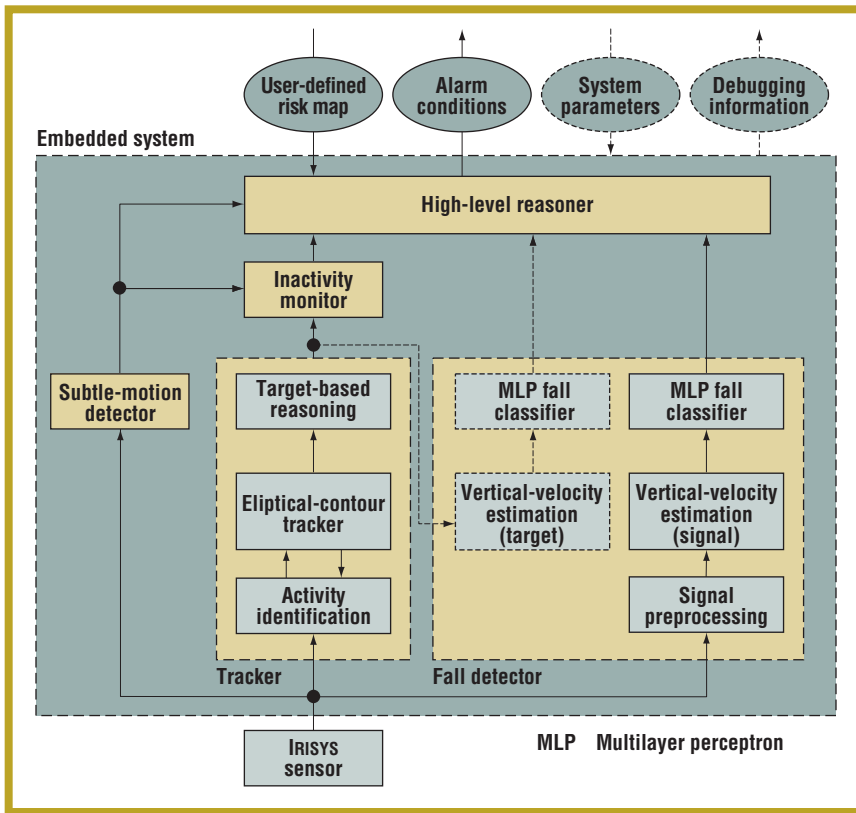 User-defined
risk map
Alarm
conditions
System
parameters
Debugging
information
Embedded system
High-level reasoner
Inactivity
monitor
Subtle-motion
detector
Target-based
reasoning
MLP fall
classifier
MLP fall
classifier
Eliptical-contour
tracker
Vertical-velocity
estimation
(target)
Vertical-velocity
estimation
(signal)
Activity
identification
Signal
preprocessing
Tracker
Fall detector
IRISYS
sensor
MLP Multilayer perceptron